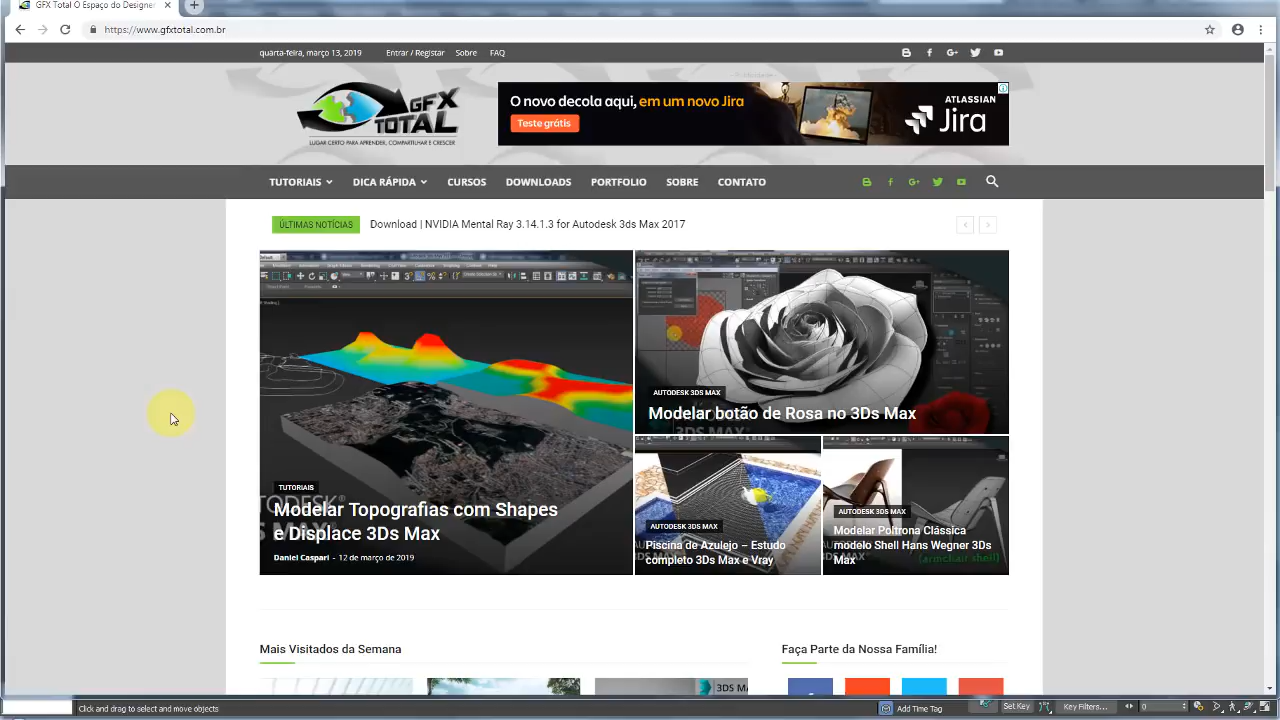 GFX Total O Espaço do Designer
https://www.gfxtotal.com.br
quarta-feira, março 13, 2019 Entrar / Registar Sobre FAQ
GFX TOTAL
LUGAR CERTO PARA APRENDER, COMPARTILHAR E CRESCER
- Publicidade -
O novo decola aqui, em um novo Jira
Teste grátis
ATLASSIAN
Jira
TUTORIAIS DICA RÁPIDA CURSOS DOWNLOADS PORTFOLIO SOBRE CONTATO
ÚLTIMAS NOTÍCIAS Download | NVIDIA Mental Ray 3.14.1.3 for Autodesk 3ds Max 2017
TUTORIAIS
Modelar Topografias com Shapes
e Displace 3Ds Max
Daniel Caspari - 12 de março de 2019
AUTODESK 3DS MAX
Modelar botão de Rosa no 3Ds Max
AUTODESK 3DS MAX
Piscina de Azulejo – Estudo
completo 3Ds Max e Vray
AUTODESK 3DS MAX
Modelar Poltrona Clássica
modelo Shell Hans Wegner 3Ds
Max
(armchair shell)
Mais Visitados da Semana
Faça Parte da Nossa Família!
3DS MA
Click and drag to select and move objects
Add Time Tag
Set Key
Key Filters...
0